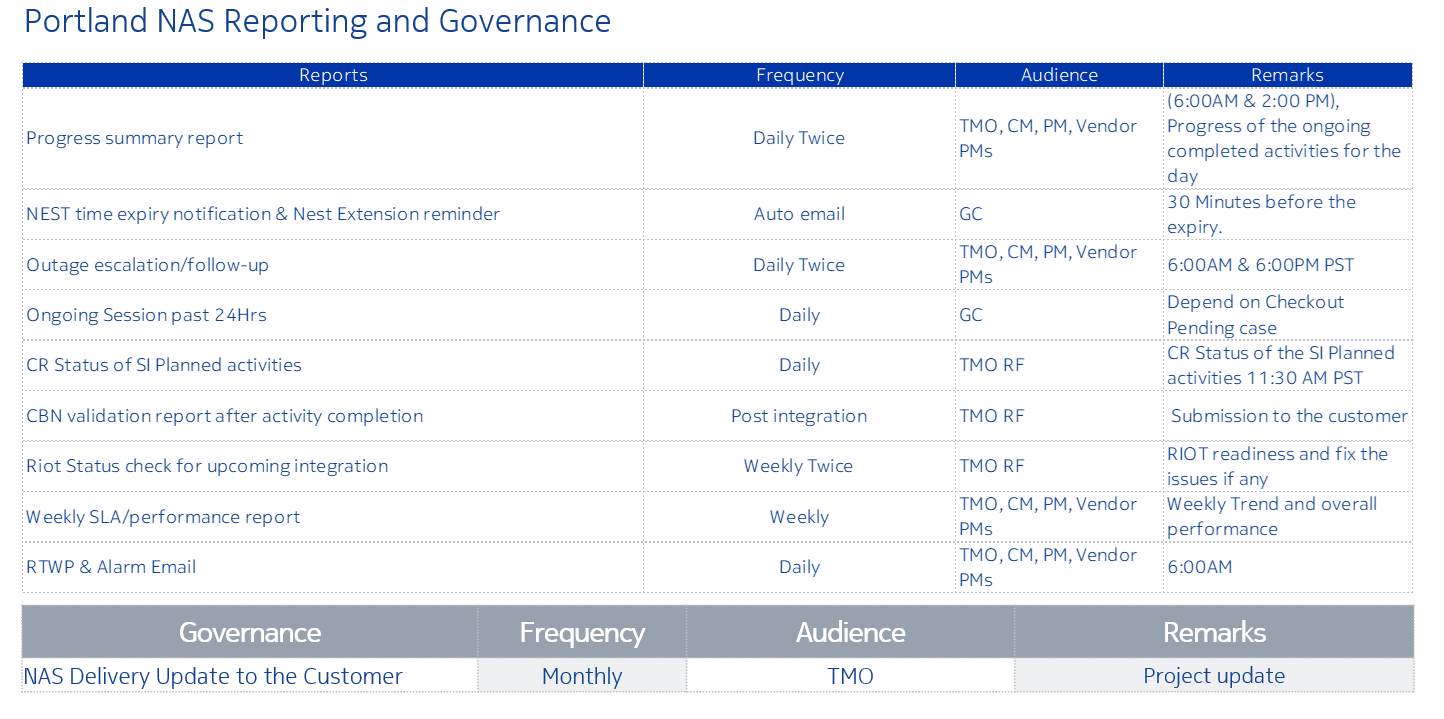 Portland NAS Reporting and Governance
Reports Frequency Audience Remarks
Progress summary report Daily Twice TMO, CM, PM, Vendor PMs (6:00AM & 2:00 PM), Progress of the ongoing completed activities for the day
NEST time expiry notification & Nest Extension reminder Auto email GC 30 Minutes before the expiry.
Outage escalation/follow-up Daily Twice TMO, CM, PM, Vendor PMs 6:00AM & 6:00PM PST
Ongoing Session past 24Hrs Daily GC Depend on Checkout Pending case
CR Status of SI Planned activities Daily TMO RF CR Status of the SI Planned activities 11:30 AM PST
CBN validation report after activity completion Post integration TMO RF Submission to the customer
Riot Status check for upcoming integration Weekly Twice TMO RF RIOT readiness and fix the issues if any
Weekly SLA/performance report Weekly TMO, CM, PM, Vendor PMs Weekly Trend and overall performance
RTWP & Alarm Email Daily TMO, CM, PM, Vendor PMs 6:00AM
Governance Frequency Audience Remarks
NAS Delivery Update to the Customer Monthly TMO Project update